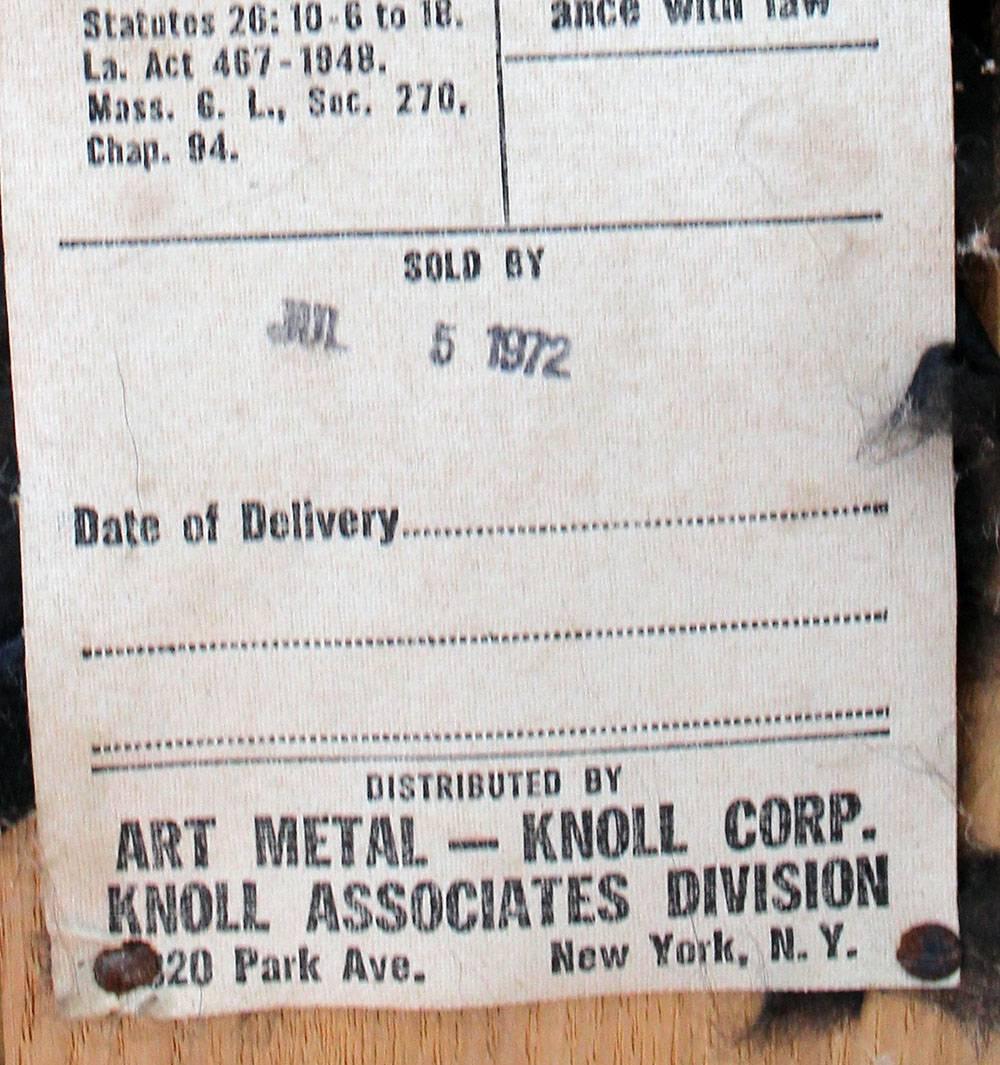 Statutes 26: 10-6 to 18.
La. Act 467-1948.
Mass. G. L., Sec. 270,
Chap. 94.
ance with law
SOLD BY
JUL 5 1972
Date of Delivery
DISTRIBUTED BY
ART METAL — KNOLL CORP.
KNOLL ASSOCIATES DIVISION
320 Park Ave. New York, N. Y.